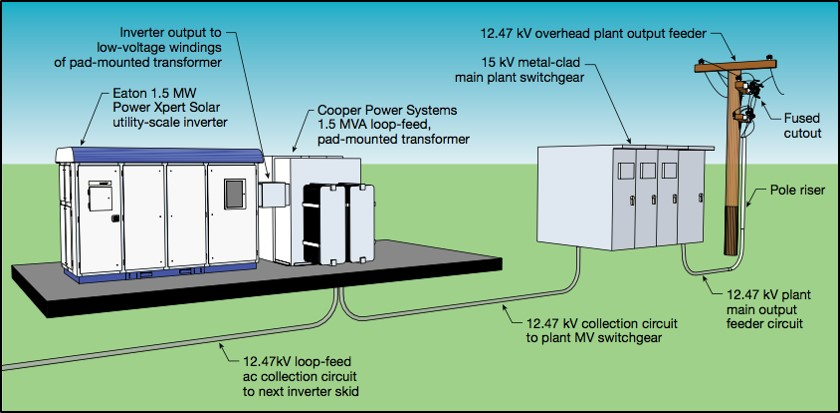 Inverter output to
low-voltage windings
of pad-mounted transformer
Eaton 1.5 MW
Power Xpert Solar
utility-scale inverter
Cooper Power Systems
1.5 MVA loop-feed,
pad-mounted transformer
12.47 kV overhead plant output feeder
15 kV metal-clad
main plant switchgear
Fused
cutout
Pole riser
12.47 kV plant
main output
feeder circuit
12.47 kV collection circuit
to plant MV switchgear
12.47kV loop-feed
ac collection circuit
to next inverter skid